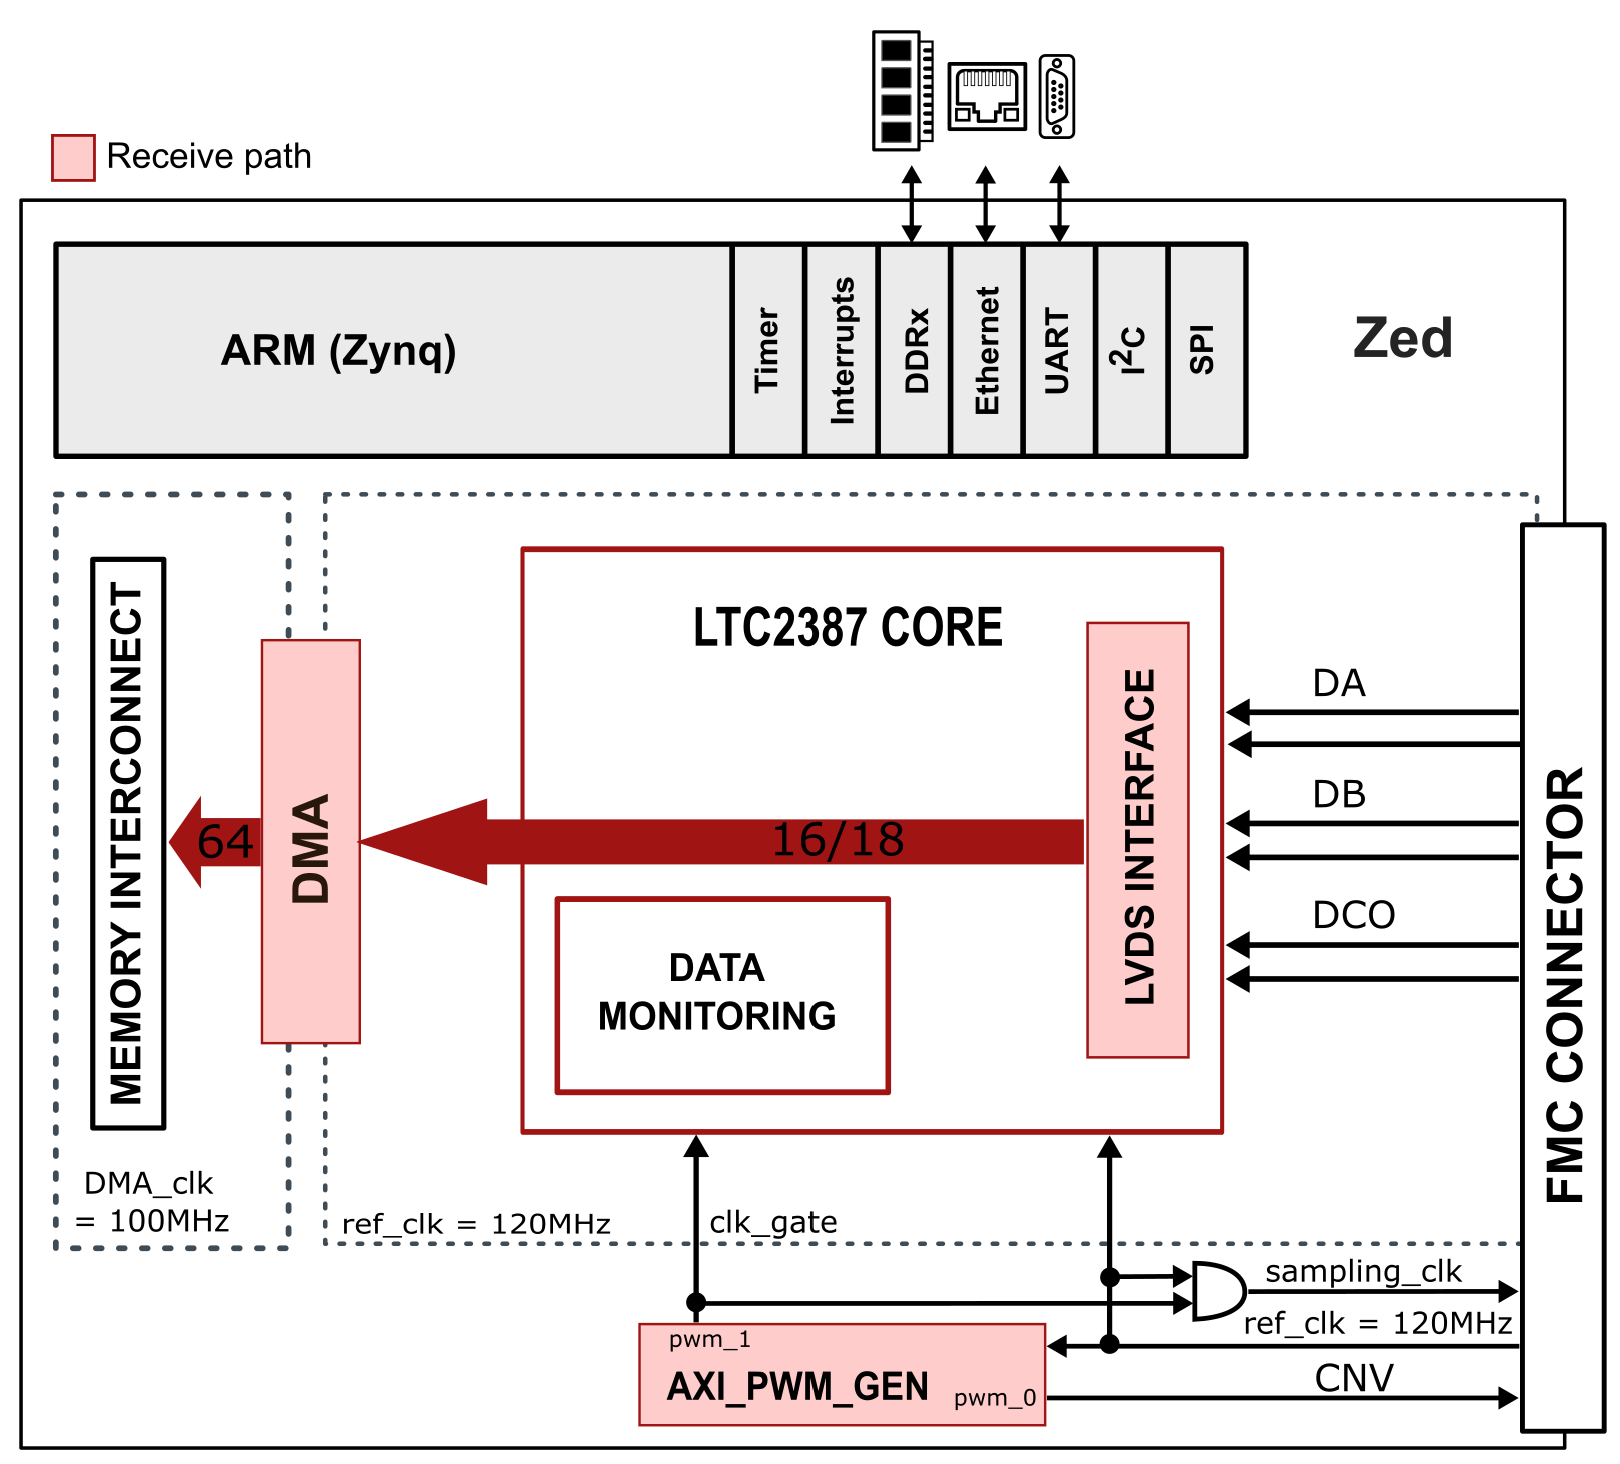 Receive path
ARM (Zynq)
Timer
Interrupts
DDRx
Ethernet
UART
I²C
SPI
Zed
MEMORY INTERCONNECT
64
DMA
LTC2387 CORE
16/18
LVDS INTERFACE
DATA
MONITORING
DA
DB
DCO
FMC CONNECTOR
DMA_clk
= 100MHz
ref_clk = 120MHz
clk_gate
sampling_clk
ref_clk = 120MHz
pwm_1
AXI_PWM_GEN
pwm_0
CNV